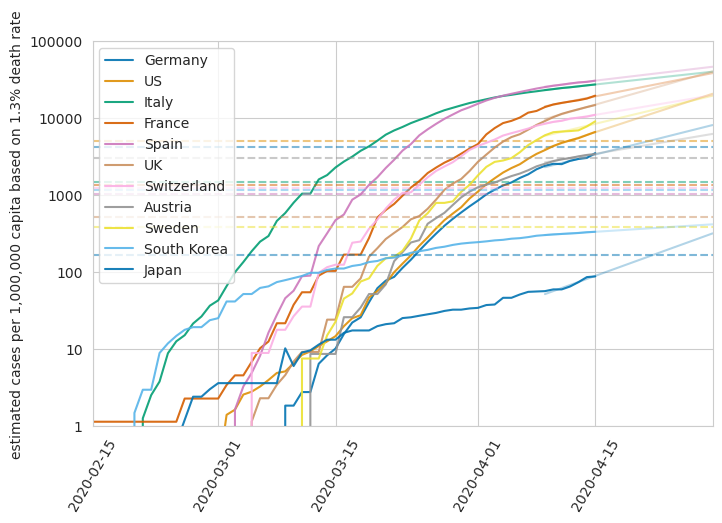 estimated cases per 1,000,000 capita based on 1.3% death rate
100000
10000
1000
100
10
1
Germany
US
Italy
France
Spain
UK
Switzerland
Austria
Sweden
South Korea
Japan
2020-02-15
2020-03-01
2020-03-15
2020-04-01
2020-04-15